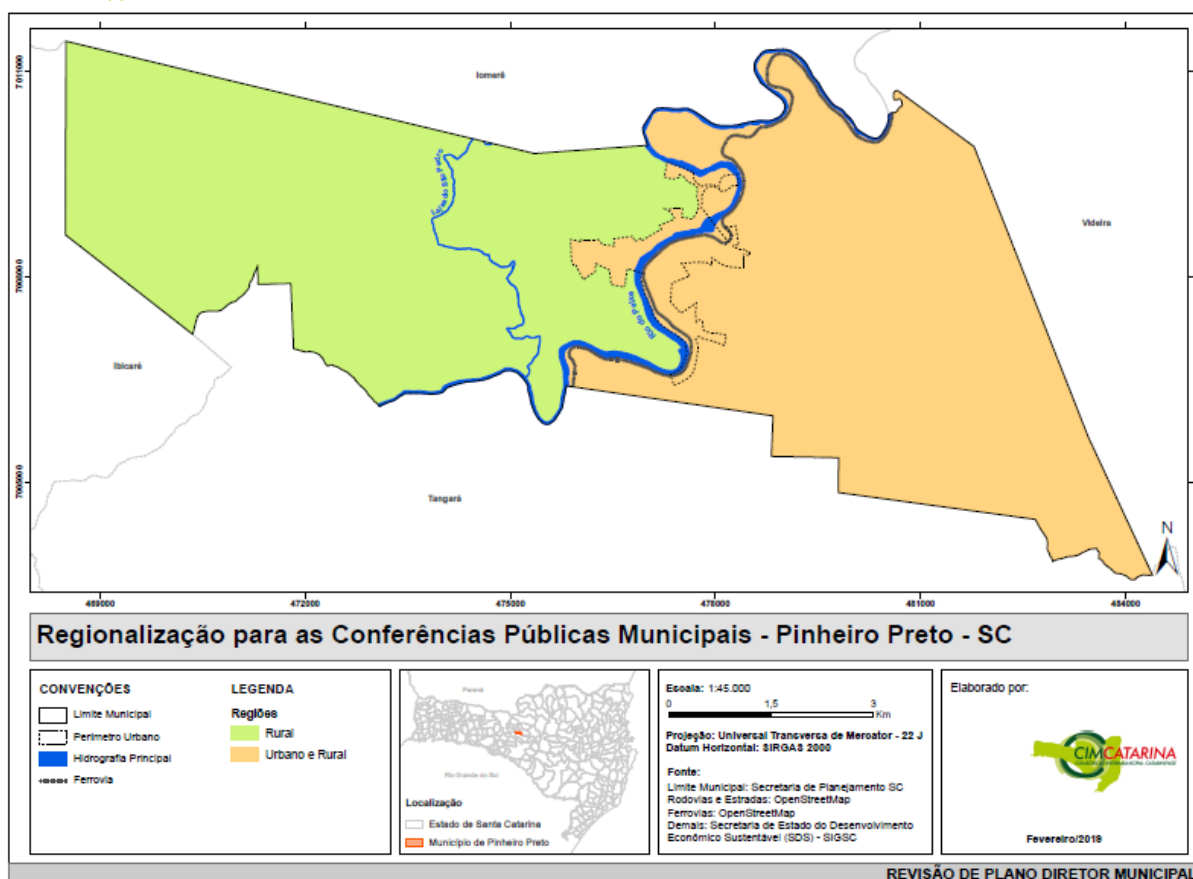 Iomerê
Videira
Ibicaré
Tangará
Rio do Peixe
N
7011000
7008000
7005000
469000
472000
475000
478000
481000
484000
Regionalização para as Conferências Públicas Municipais - Pinheiro Preto - SC
CONVENÇÕES
Limite Municipal
Perímetro Urbano
Hidrografia Principal
Ferrovia
LEGENDA
Regiões
Rural
Urbano e Rural
Paraná
Rio Grande do Sul
Localização
Estado de Santa Catarina
Município de Pinheiro Preto
Escala: 1:45.000
0 1,5 3
Km
Projeção: Universal Transversa de Mercator - 22 J
Datum Horizontal: SIRGAS 2000
Fonte:
Limite Municipal: Secretaria de Planejamento SC
Rodovias e Estradas: OpenStreetMap
Ferrovias: OpenStreetMap
Demais: Secretaria de Estado do Desenvolvimento
Econômico Sustentável (SDS) - SIGSC
Elaborado por:
CIMCATARINA
Fevereiro/2019
REVISÃO DE PLANO DIRETOR MUNICIPAL